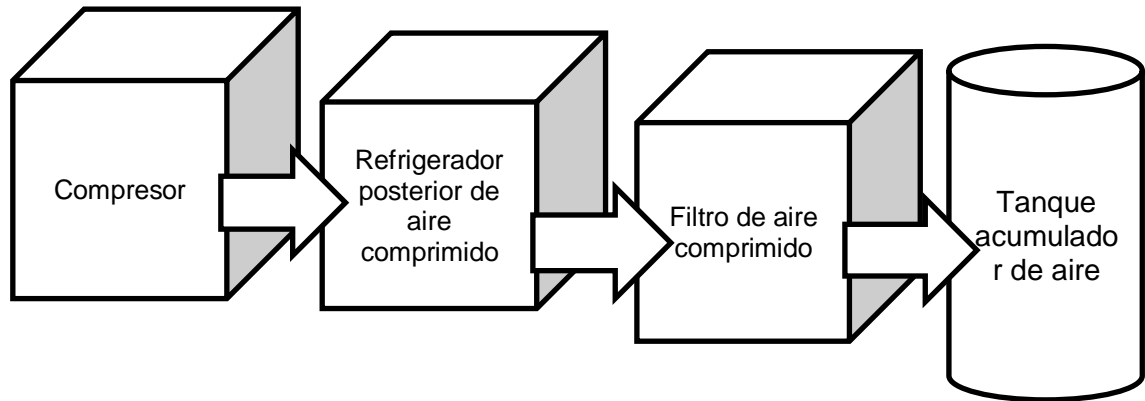 Compresor
Refrigerador
posterior de
aire
comprimido
Filtro de aire
comprimido
Tanque
acumulado
r de aire